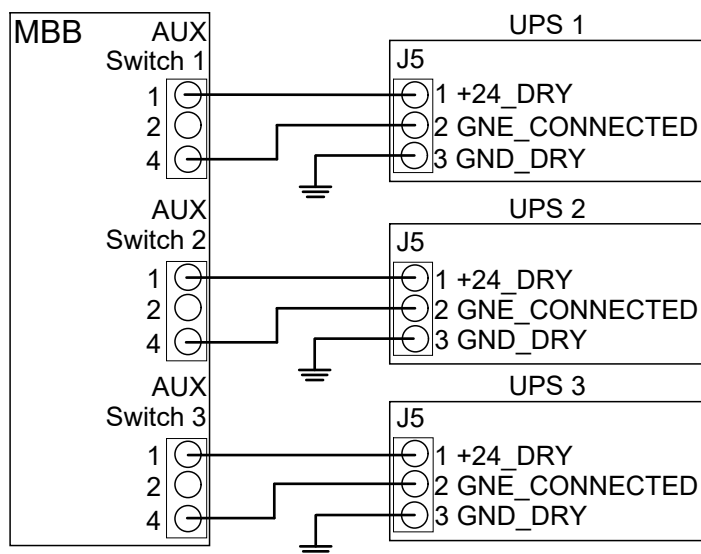 MBB
AUX
Switch 1
1
2
4
UPS 1
J5
1 +24_DRY
2 GNE_CONNECTED
3 GND_DRY
AUX
Switch 2
1
2
4
UPS 2
J5
1 +24_DRY
2 GNE_CONNECTED
3 GND_DRY
AUX
Switch 3
1
2
4
UPS 3
J5
1 +24_DRY
2 GNE_CONNECTED
3 GND_DRY